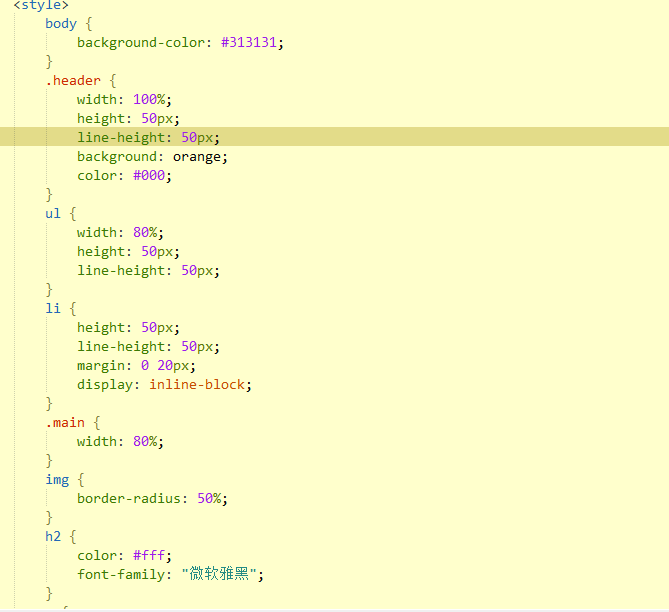 <style>
body {
background-color: #313131;
}
.header {
width: 100%;
height: 50px;
line-height: 50px;
background: orange;
color: #000;
}
ul {
width: 80%;
height: 50px;
line-height: 50px;
}
li {
height: 50px;
line-height: 50px;
margin: 0 20px;
display: inline-block;
}
.main {
width: 80%;
}
img {
border-radius: 50%;
}
h2 {
color: #fff;
font-family: "微软雅黑";
}